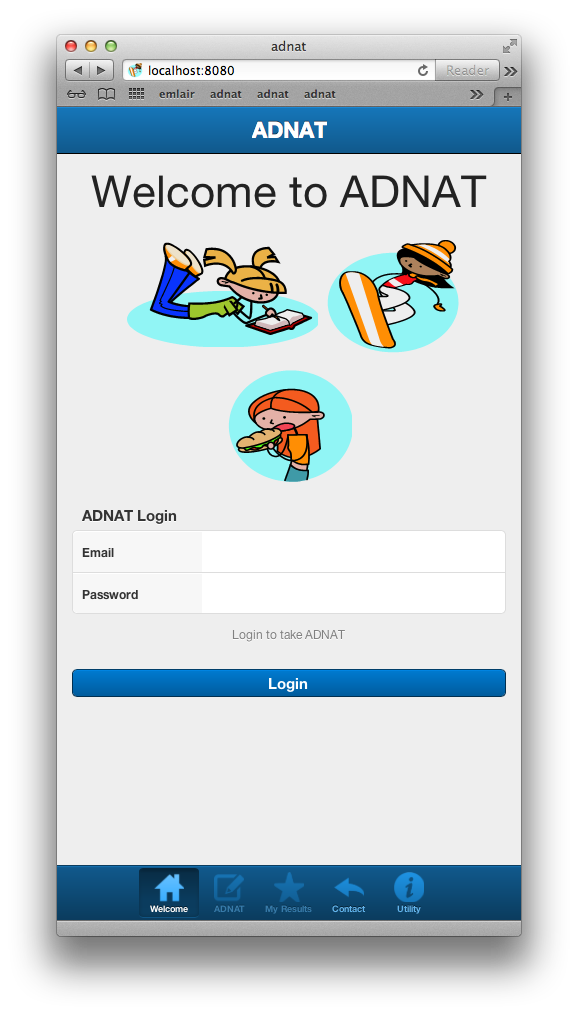 adnat
localhost:8080
Reader
emlair adnat adnat adnat
ADNAT
Welcome to ADNAT
ADNAT Login
Email
Password
Login to take ADNAT
Login
Welcome ADNAT My Results Contact Utility